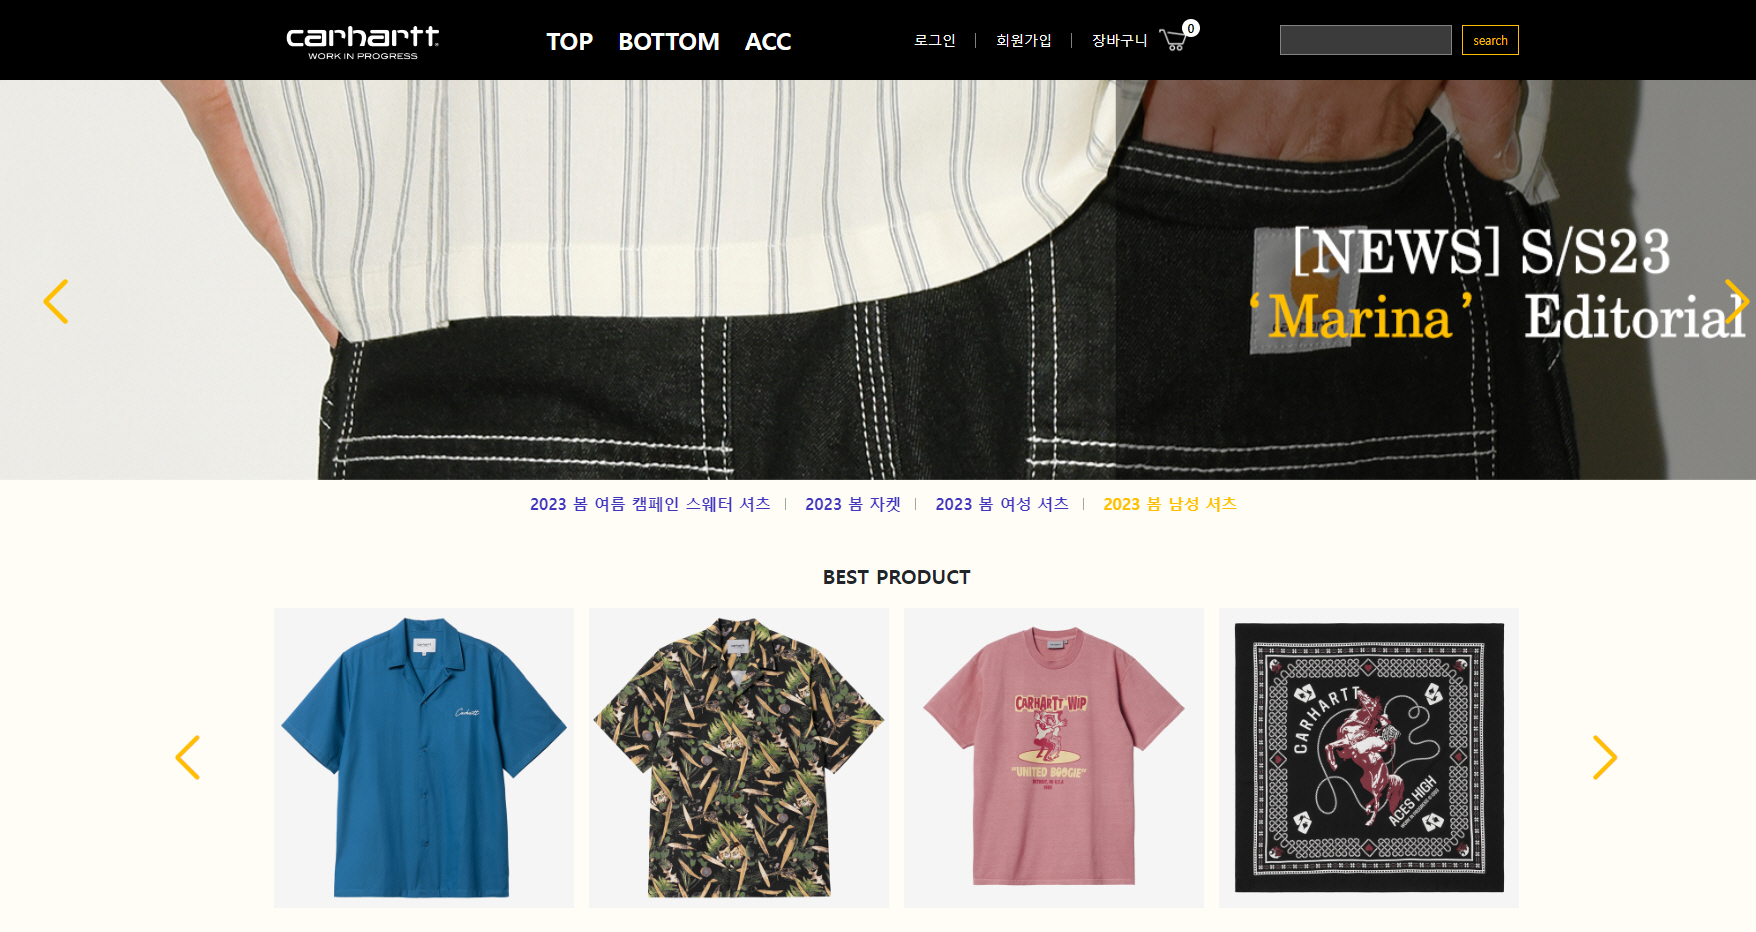 carhartt
WORK IN PROGRESS
TOP BOTTOM ACC
로그인 회원가입 장바구니 0
search
[NEWS] S/S23
‘Marina’ Editorial
2023 봄 여름 캠페인 스웨터 셔츠 2023 봄 자켓 2023 봄 여성 셔츠 2023 봄 남성 셔츠
BEST PRODUCT
Carhartt
CARHARTT WIP
"UNITED BOOGIE"
CARHARTT
ACES HIGH